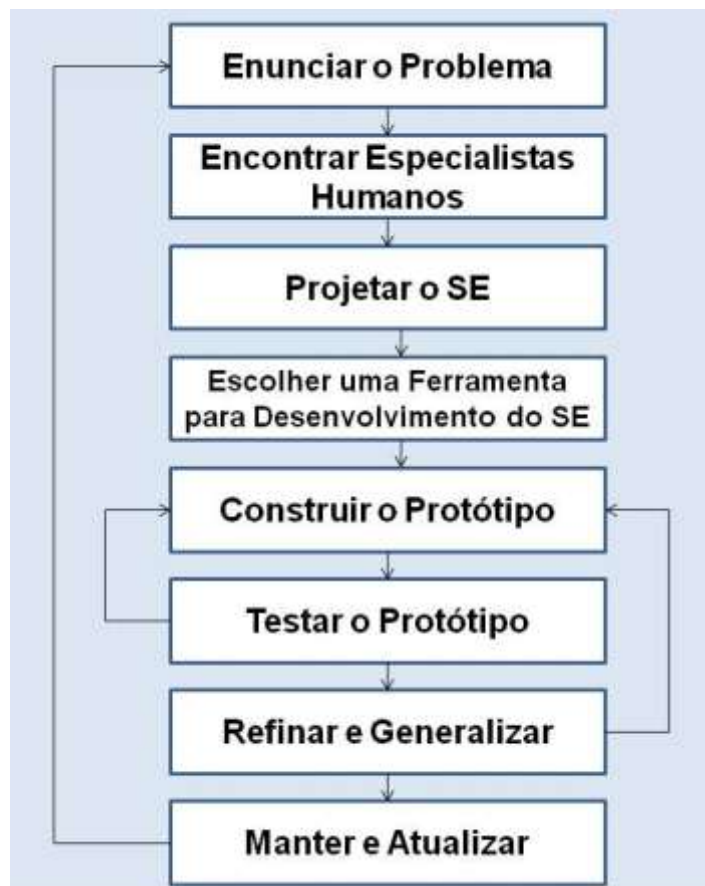 Enunciar o Problema
Encontrar Especialistas
Humanos
Projetar o SE
Escolher uma Ferramenta
para Desenvolvimento do SE
Construir o Protótipo
Testar o Protótipo
Refinar e Generalizar
Manter e Atualizar